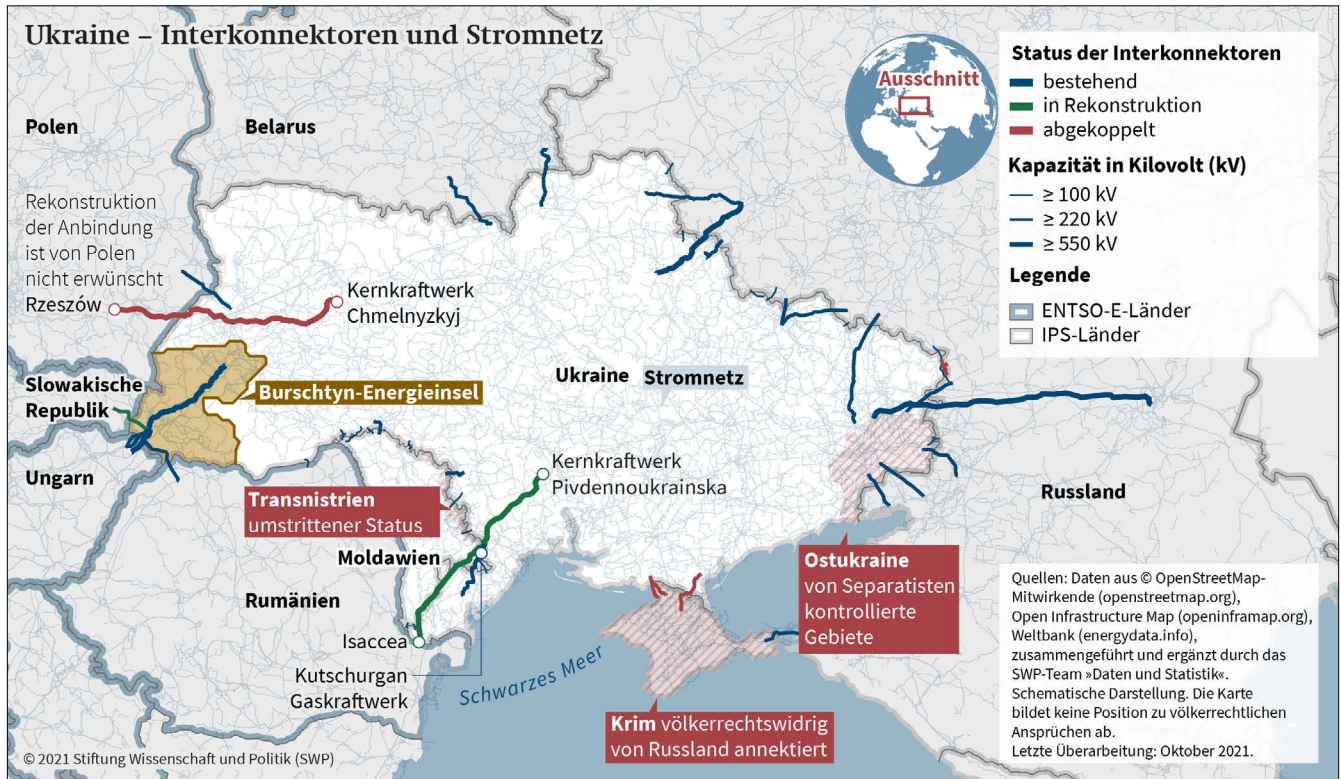 Ukraine – Interkonnektoren und Stromnetz
Polen
Belarus
Ausschnitt
Status der Interkonnektoren
bestehend
in Rekonstruktion
abgekoppelt
Kapazität in Kilovolt (kV)
≥ 100 kV
≥ 220 kV
≥ 550 kV
Legende
ENTSO-E-Länder
IPS-Länder
Rekonstruktion
der Anbindung
ist von Polen
nicht erwünscht
Rzeszów
Kernkraftwerk
Chmelnyzkyj
Slowakische
Republik
Burschtyn-Energieinsel
Ukraine
Stromnetz
Ungarn
Kernkraftwerk
Pivdennoukrainska
Russland
Transnistrien
umstrittener Status
Moldawien
Rumänien
Isaccea
Kutschurgan
Gaskraftwerk
Schwarzes Meer
Ostukraine
von Separatisten
kontrollierte
Gebiete
Krim völkerrechtswidrig
von Russland annektiert
Quellen: Daten aus © OpenStreetMap-
Mitwirkende (openstreetmap.org),
Open Infrastructure Map (openinframap.org),
Weltbank (energydata.info),
zusammengeführt und ergänzt durch das
SWP-Team »Daten und Statistik«.
Schematische Darstellung. Die Karte
bildet keine Position zu völkerrechtlichen
Ansprüchen ab.
Letzte Überarbeitung: Oktober 2021.
© 2021 Stiftung Wissenschaft und Politik (SWP)